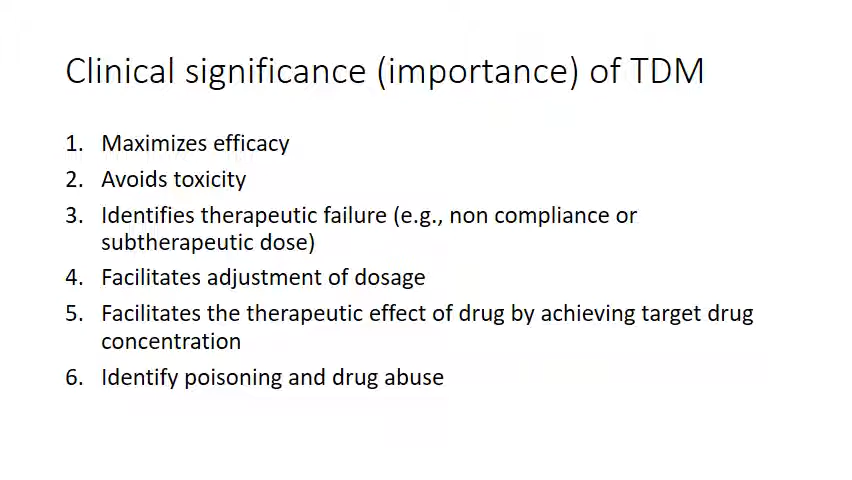 Clinical significance (importance) of TDM
1. Maximizes efficacy
2. Avoids toxicity
3. Identifies therapeutic failure (e.g., non compliance or
subtherapeutic dose)
4. Facilitates adjustment of dosage
5. Facilitates the therapeutic effect of drug by achieving target drug
concentration
6. Identify poisoning and drug abuse